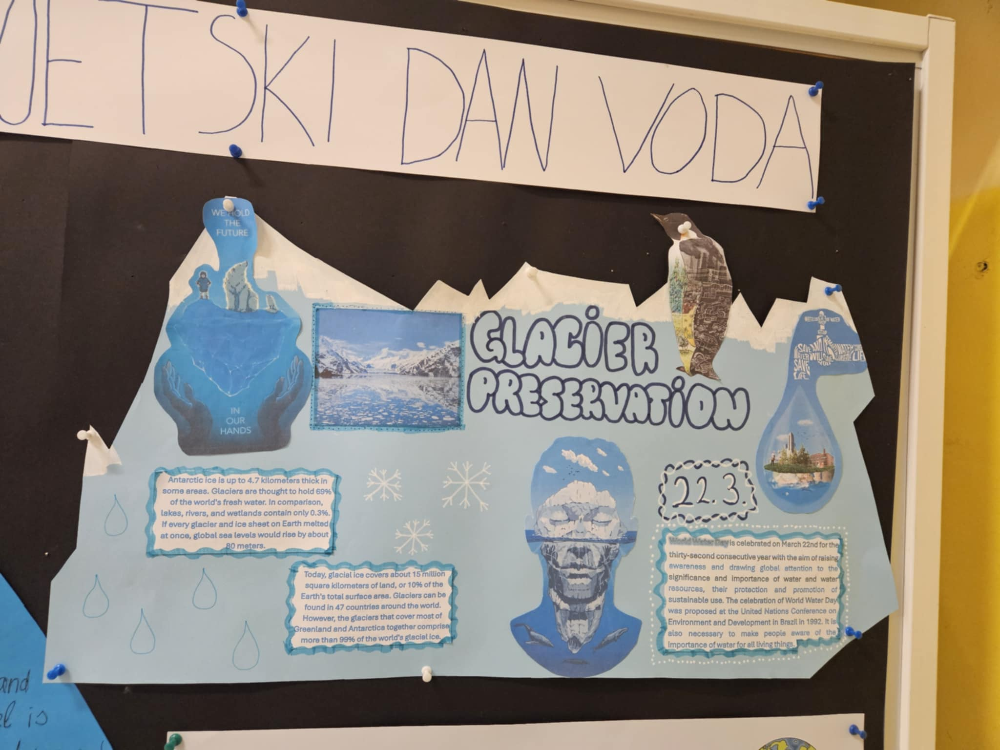 JETSKI DAN VODA
WE HOLD
THE
FUTURE
IN
OUR
HANDS
GLACIER
PRESERVATION
SAVE
WATER
SAVE
LIFE
22.3.
Antarctic ice is up to 4.7 kilometers thick in
some areas. Glaciers are thought to hold 69%
of the world's fresh water. In comparison,
lakes, rivers, and wetlands contain only 0.3%.
If every glacier and ice sheet on Earth melted
at once, global sea levels would rise by about
80 meters.
Today, glacial ice covers about 15 million
square kilometers of land, or 10% of the
Earth's total surface area. Glaciers can be
found in 47 countries around the world.
However, the glaciers that cover most of
Greenland and Antarctica together comprise
more than 99% of the world's glacial ice.
World Water Day is celebrated on March 22nd for the
thirty-second consecutive year with the aim of raising
awareness and drawing global attention to the
significance and importance of water and water
resources, their protection and promotion of
sustainable use. The celebration of World Water Day
was proposed at the United Nations Conference on
Environment and Development in Brazil in 1992. It is
also necessary to make people aware of the
importance of water for all living things.
and
is